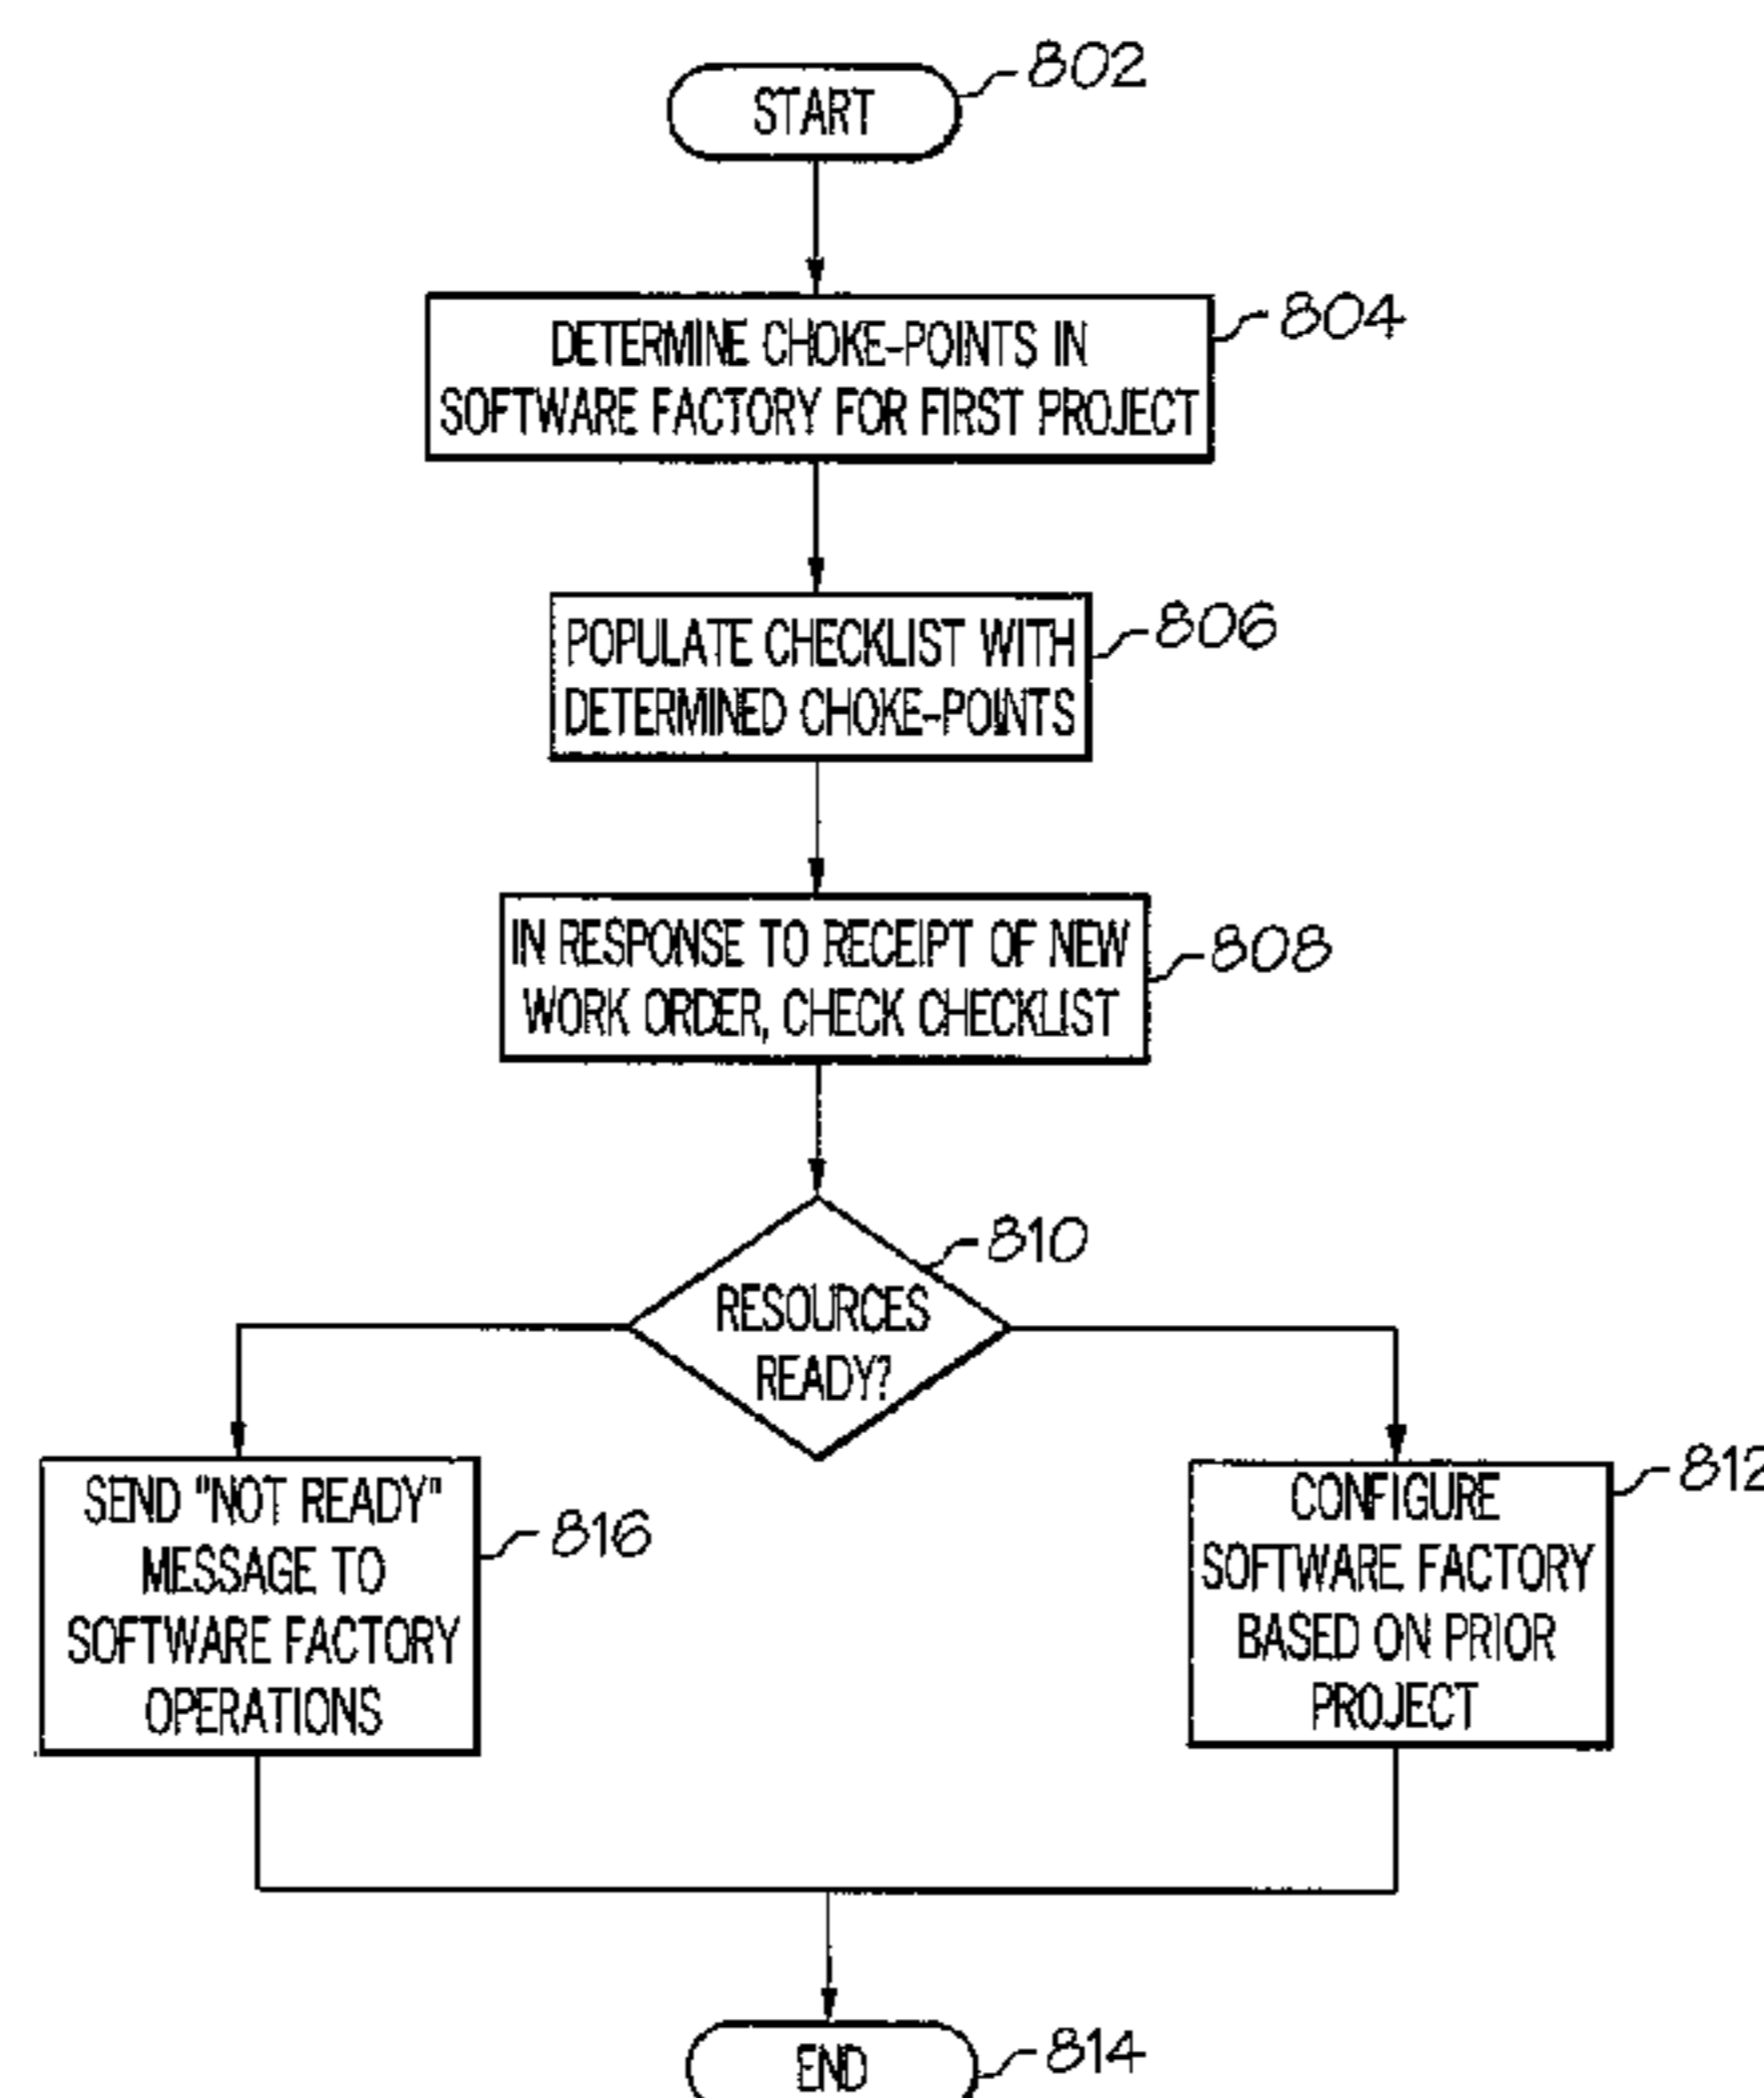 START
802
DETERMINE CHOKE-POINTS IN
SOFTWARE FACTORY FOR FIRST PROJECT
804
POPULATE CHECKLIST WITH
DETERMINED CHOKE-POINTS
806
IN RESPONSE TO RECEIPT OF NEW
WORK ORDER, CHECK CHECKLIST
808
RESOURCES
READY?
810
SEND "NOT READY"
MESSAGE TO
SOFTWARE FACTORY
OPERATIONS
816
CONFIGURE
SOFTWARE FACTORY
BASED ON PRIOR
PROJECT
812
END
814